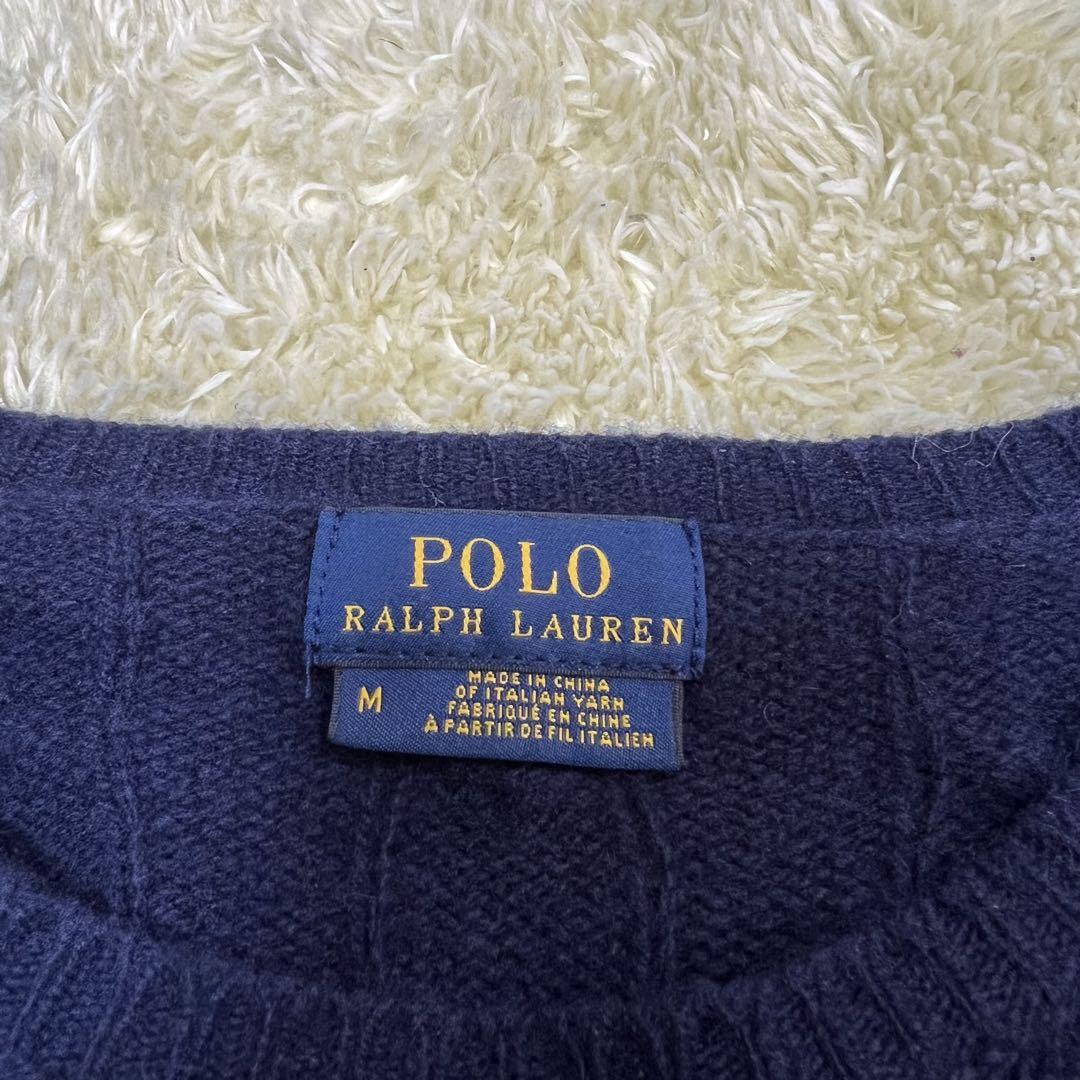 POLO
RALPH LAUREN
M
MADE IN CHINA
OF ITALIAN YARN
FABRIQUÉ EN CHINE
À PARTIR DE FIL ITALIEN